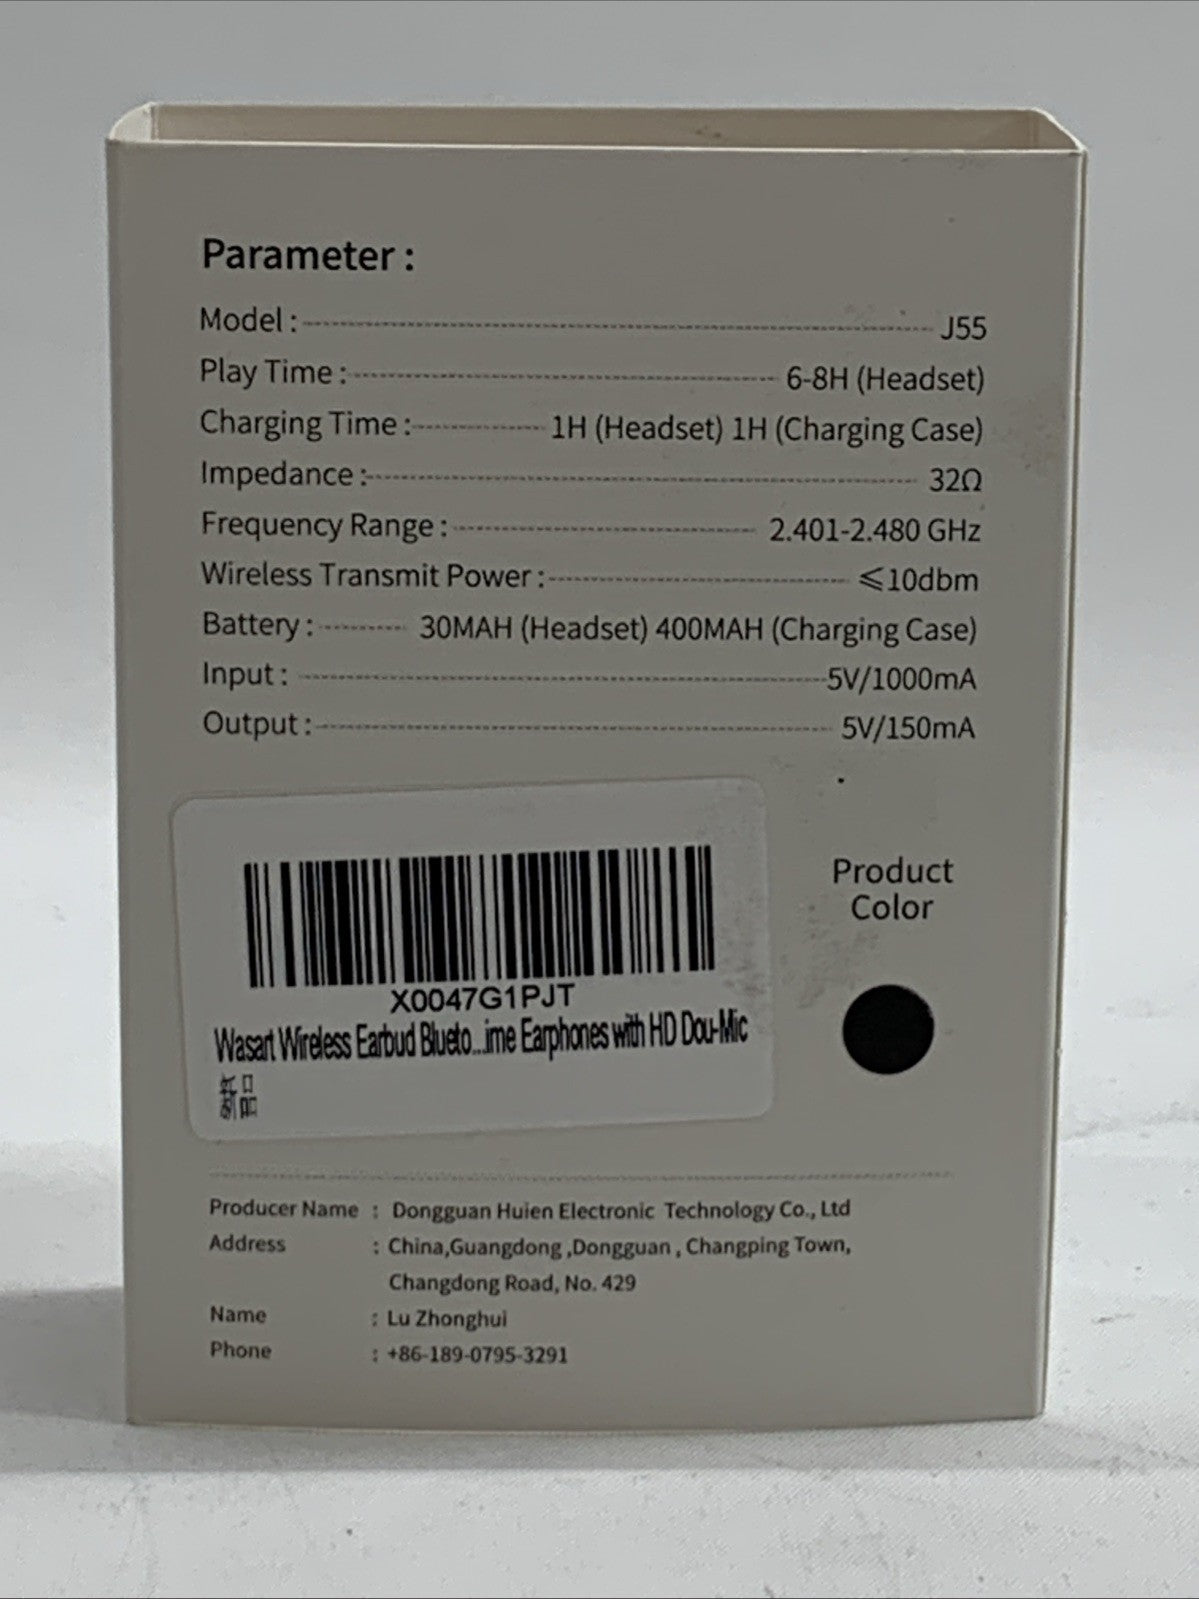 Parameter :
Model : J55
Play Time : 6-8H (Headset)
Charging Time : 1H (Headset) 1H (Charging Case)
Impedance : 32Ω
Frequency Range : 2.401-2.480 GHz
Wireless Transmit Power : ⩽10dbm
Battery : 30MAH (Headset) 400MAH (Charging Case)
Input : 5V/1000mA
Output : 5V/150mA
Product
Color
X0047G1PJT
Wasart Wireless Earbud Blueto...ime Earphones with HD Dou-Mic
新品
Producer Name : Dongguan Huien Electronic Technology Co., Ltd
Address : China,Guangdong ,Dongguan , Changping Town,
Changdong Road, No. 429
Name : Lu Zhonghui
Phone : +86-189-0795-3291